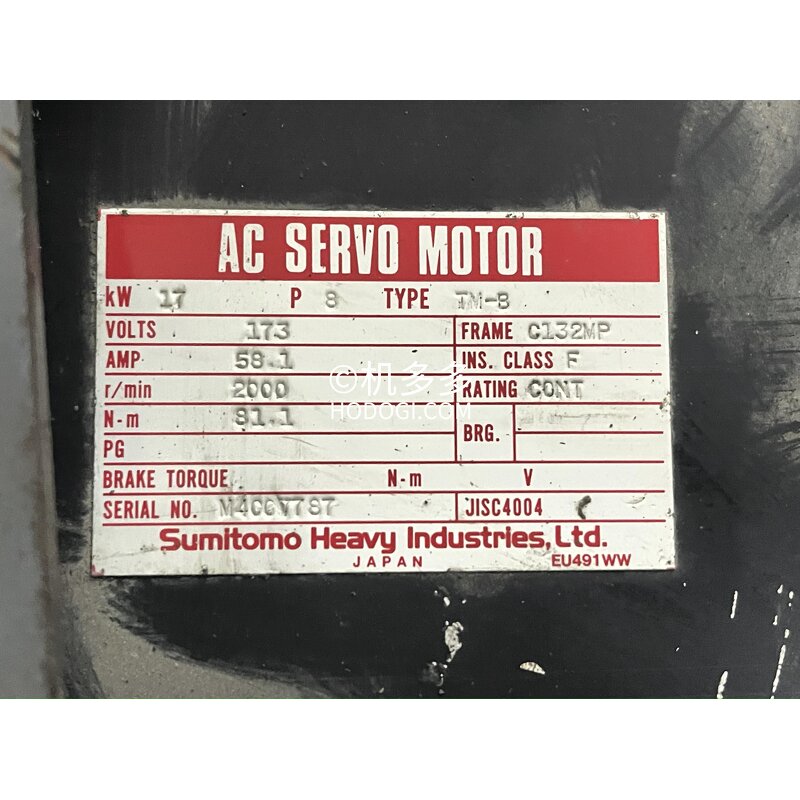 AC SERVO MOTOR
kW 17 P 8 TYPE TM-B
VOLTS 173 FRAME C132MP
AMP 58.1 INS. CLASS F
©机多多
r/min 2000 RATING CONT
HODOGI.COM
N-m 81.1
BRG.
PG
BRAKE TORQUE N-m V
SERIAL NO. JISC4004
Sumitomo Heavy Industries, Ltd.
JAPAN EU491WW